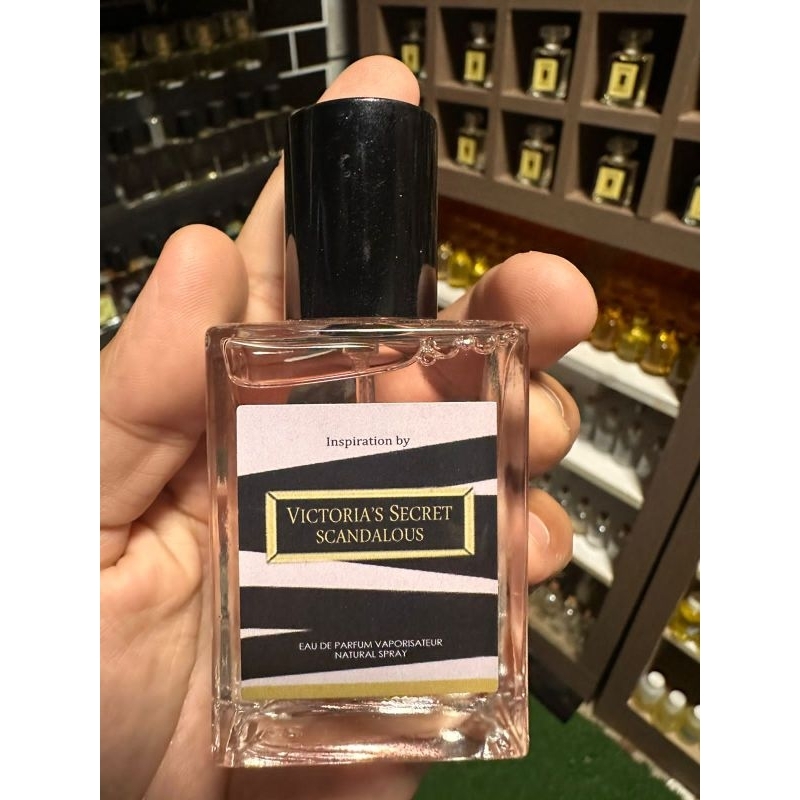 Inspiration by
VICTORIA'S SECRET
SCANDALOUS
EAU DE PARFUM VAPORISATEUR
NATURAL SPRAY